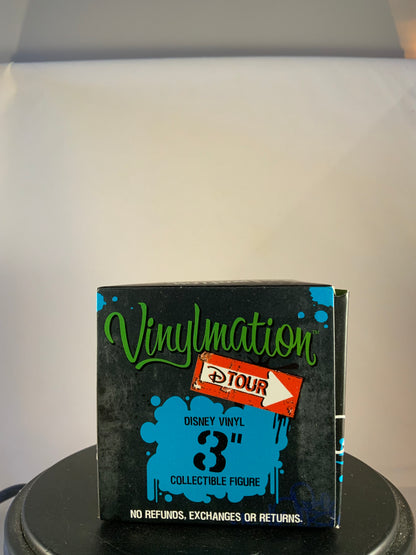 Vinylmation
D TOUR
DISNEY VINYL
3"
COLLECTIBLE FIGURE
NO REFUNDS, EXCHANGES OR RETURNS.